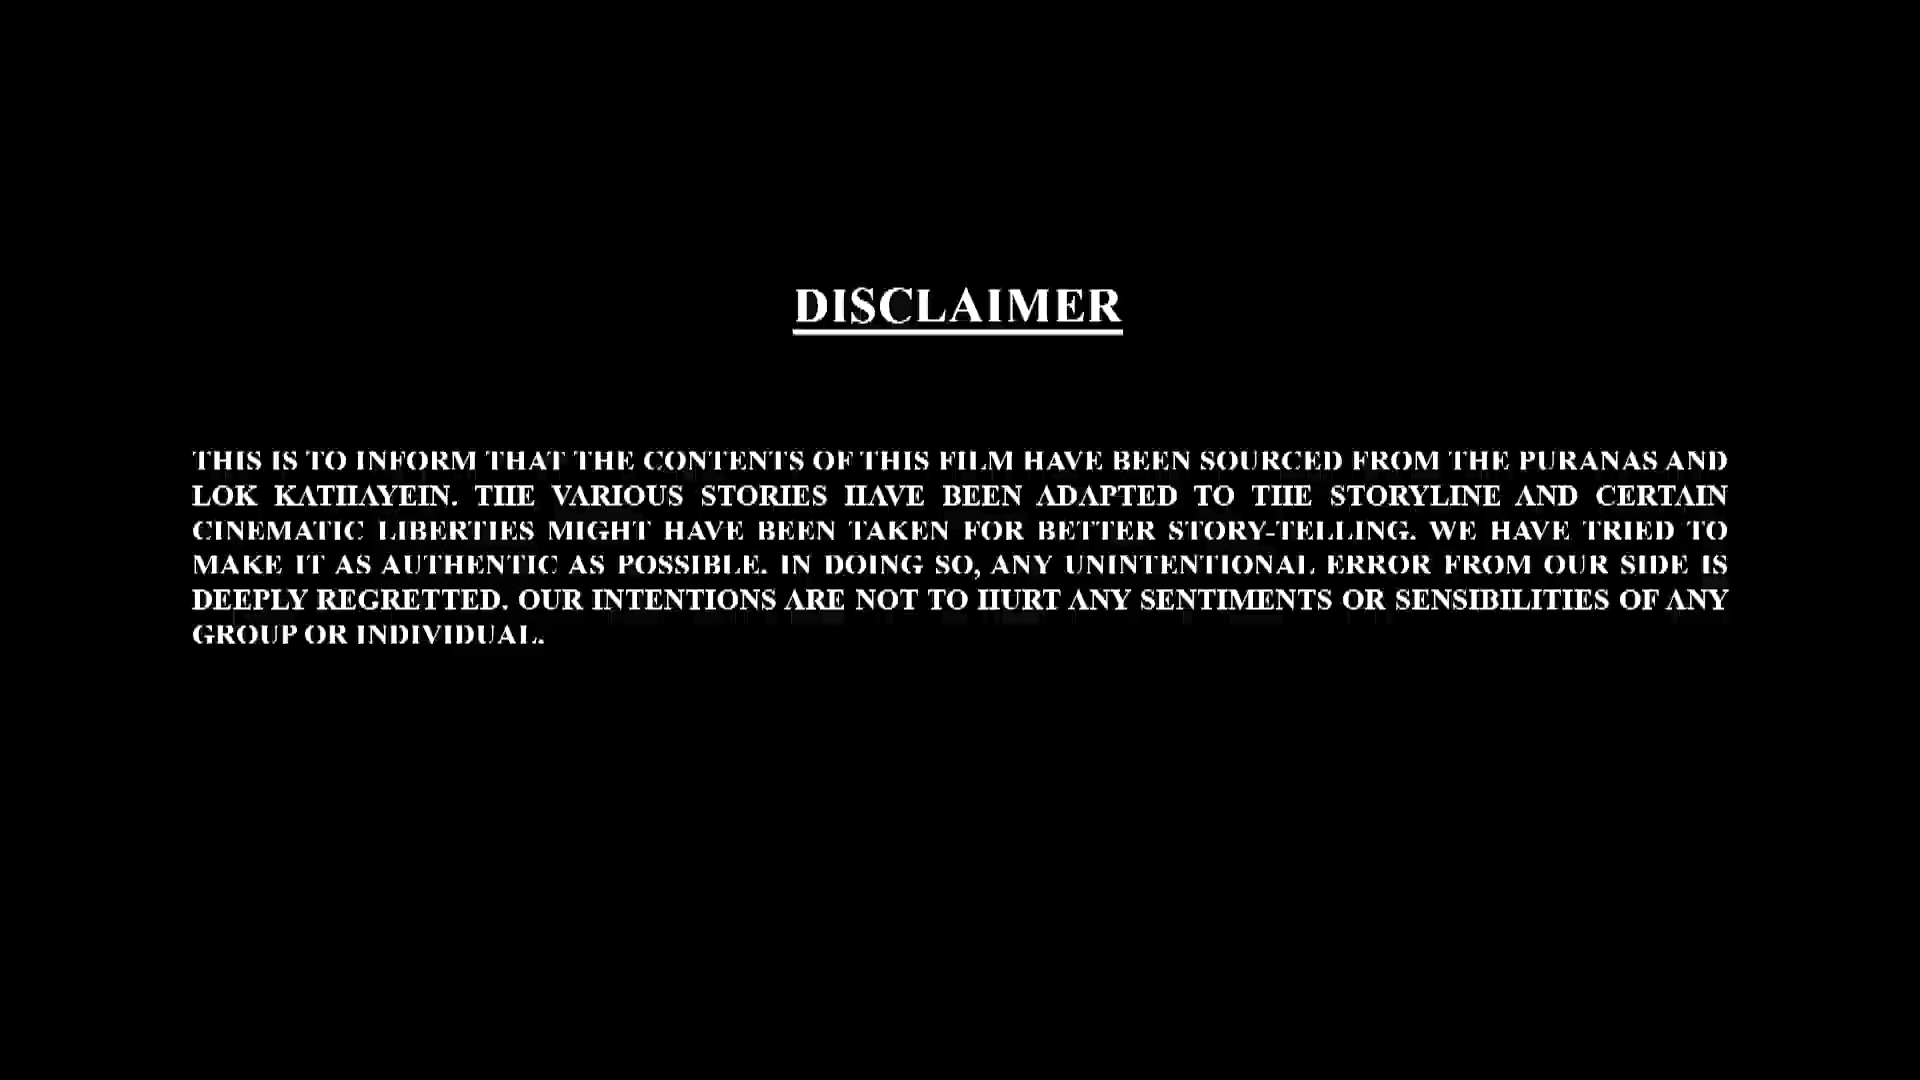 DISCLAIMER
THIS IS TO INFORM THAT THE CONTENTS OF THIS FILM HAVE BEEN SOURCED FROM THE PURANAS AND
LOK KATHAYEIN. THE VARIOUS STORIES HAVE BEEN ADAPTED TO THE STORYLINE AND CERTAIN
CINEMATIC LIBERTIES MIGHT HAVE BEEN TAKEN FOR BETTER STORY-TELLING. WE HAVE TRIED TO
MAKE IT AS AUTHENTIC AS POSSIBLE. IN DOING SO, ANY UNINTENTIONAL ERROR FROM OUR SIDE IS
DEEPLY REGRETTED. OUR INTENTIONS ARE NOT TO HURT ANY SENTIMENTS OR SENSIBILITIES OF ANY
GROUP OR INDIVIDUAL.